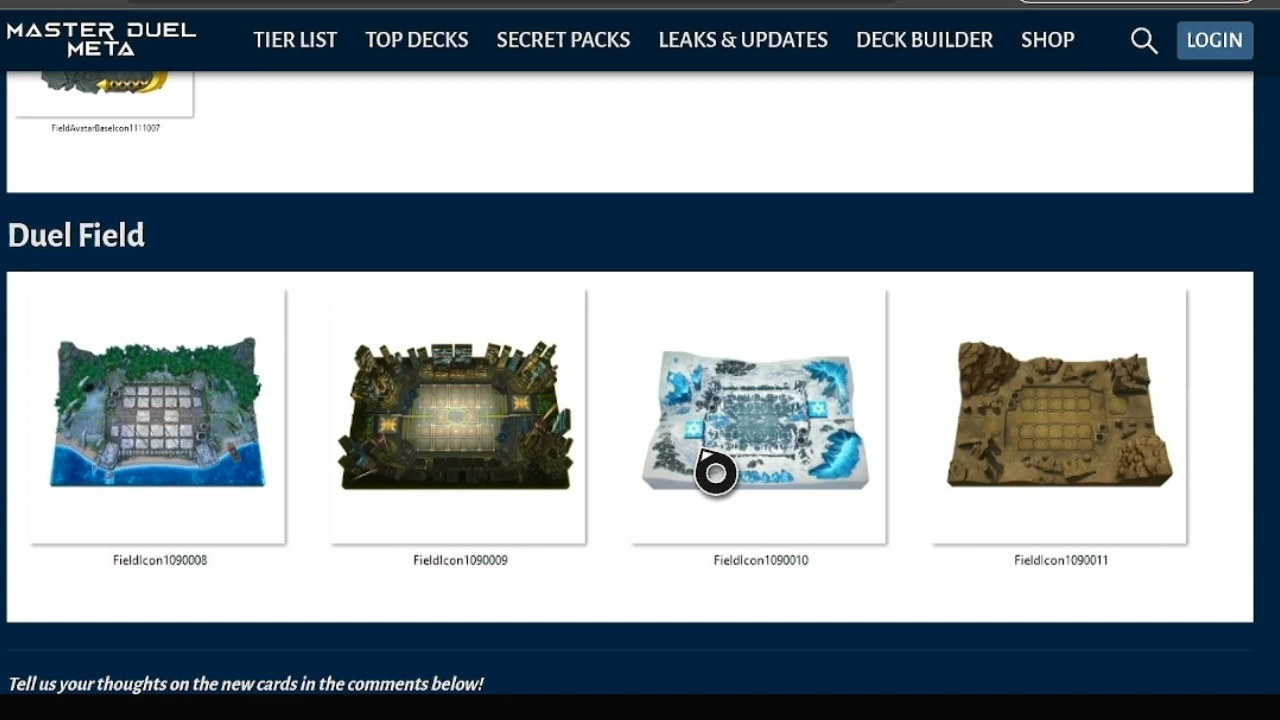 MASTER DUEL
META
TIER LIST TOP DECKS SECRET PACKS LEAKS & UPDATES DECK BUILDER SHOP LOGIN
FieldAvatarBaseIcon1111007
Duel Field
FieldIcon1090008 FieldIcon1090009 FieldIcon1090010 FieldIcon1090011
Tell us your thoughts on the new cards in the comments below!